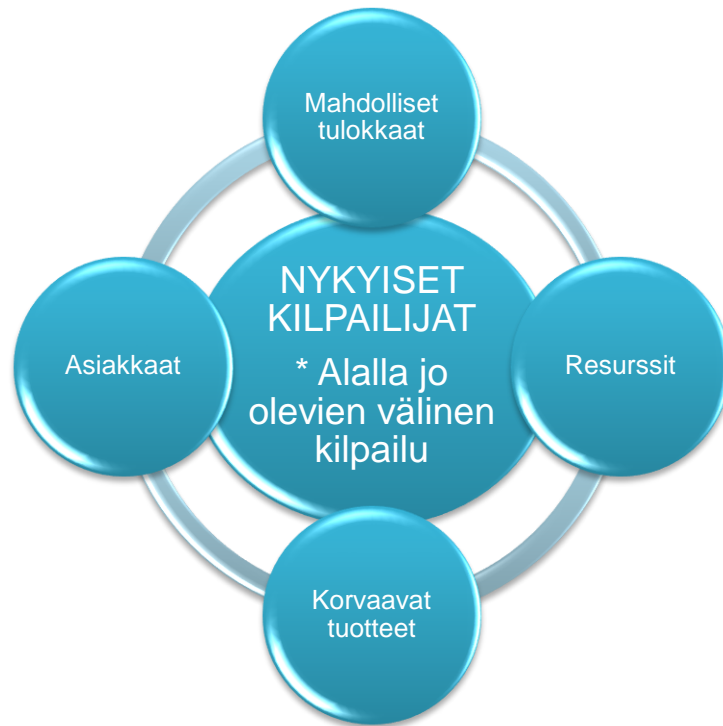 Mahdolliset
tulokkaat
NYKYISET
KILPAILIJAT
* Alalla jo
olevien välinen
kilpailu
Asiakkaat
Resurssit
Korvaavat
tuotteet